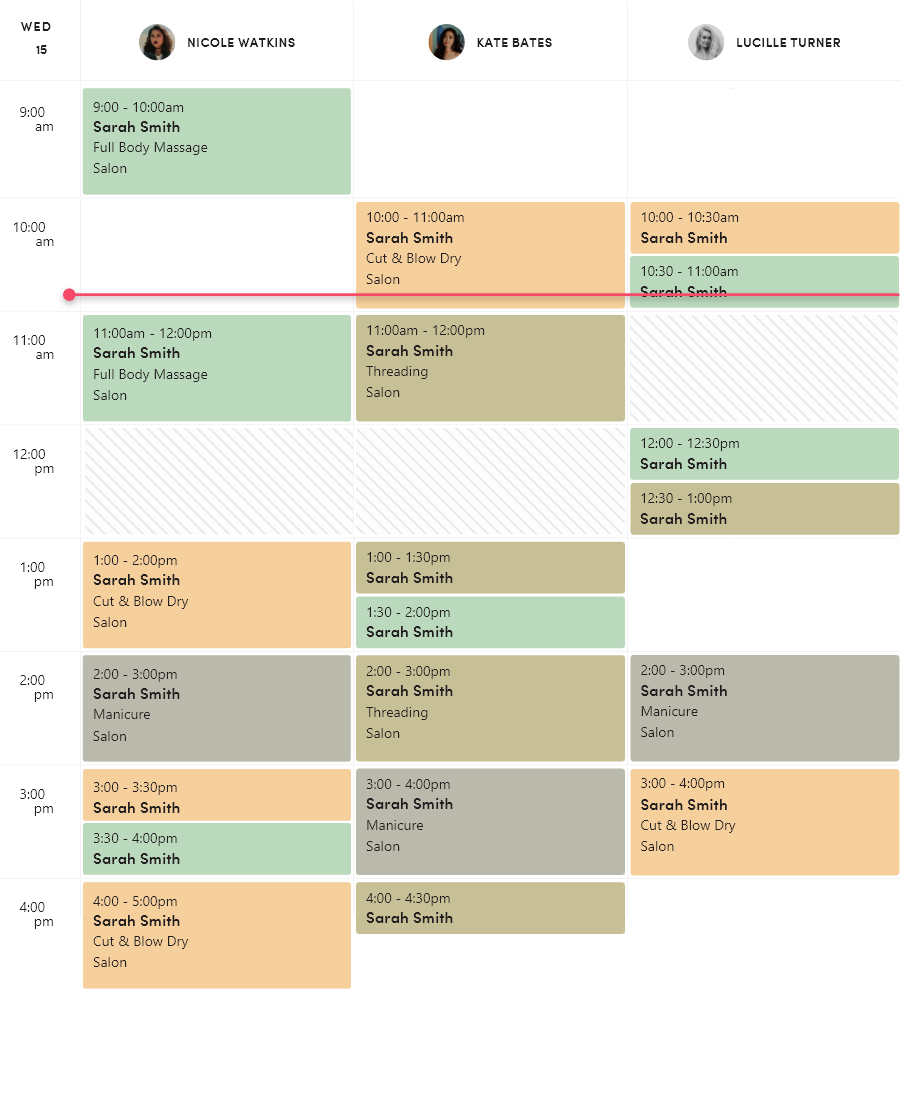 WED
15
NICOLE WATKINS
KATE BATES
LUCILLE TURNER
9:00
am
9:00 - 10:00am
Sarah Smith
Full Body Massage
Salon
10:00
am
10:00 - 11:00am
Sarah Smith
Cut & Blow Dry
Salon
10:00 - 10:30am
Sarah Smith
10:30 - 11:00am
Sarah Smith
11:00
am
11:00am - 12:00pm
Sarah Smith
Full Body Massage
Salon
11:00am - 12:00pm
Sarah Smith
Threading
Salon
12:00
pm
12:00 - 12:30pm
Sarah Smith
12:30 - 1:00pm
Sarah Smith
1:00
pm
1:00 - 2:00pm
Sarah Smith
Cut & Blow Dry
Salon
1:00 - 1:30pm
Sarah Smith
1:30 - 2:00pm
Sarah Smith
2:00
pm
2:00 - 3:00pm
Sarah Smith
Manicure
Salon
2:00 - 3:00pm
Sarah Smith
Threading
Salon
2:00 - 3:00pm
Sarah Smith
Manicure
Salon
3:00
pm
3:00 - 3:30pm
Sarah Smith
3:30 - 4:00pm
Sarah Smith
3:00 - 4:00pm
Sarah Smith
Manicure
Salon
3:00 - 4:00pm
Sarah Smith
Cut & Blow Dry
Salon
4:00
pm
4:00 - 5:00pm
Sarah Smith
Cut & Blow Dry
Salon
4:00 - 4:30pm
Sarah Smith